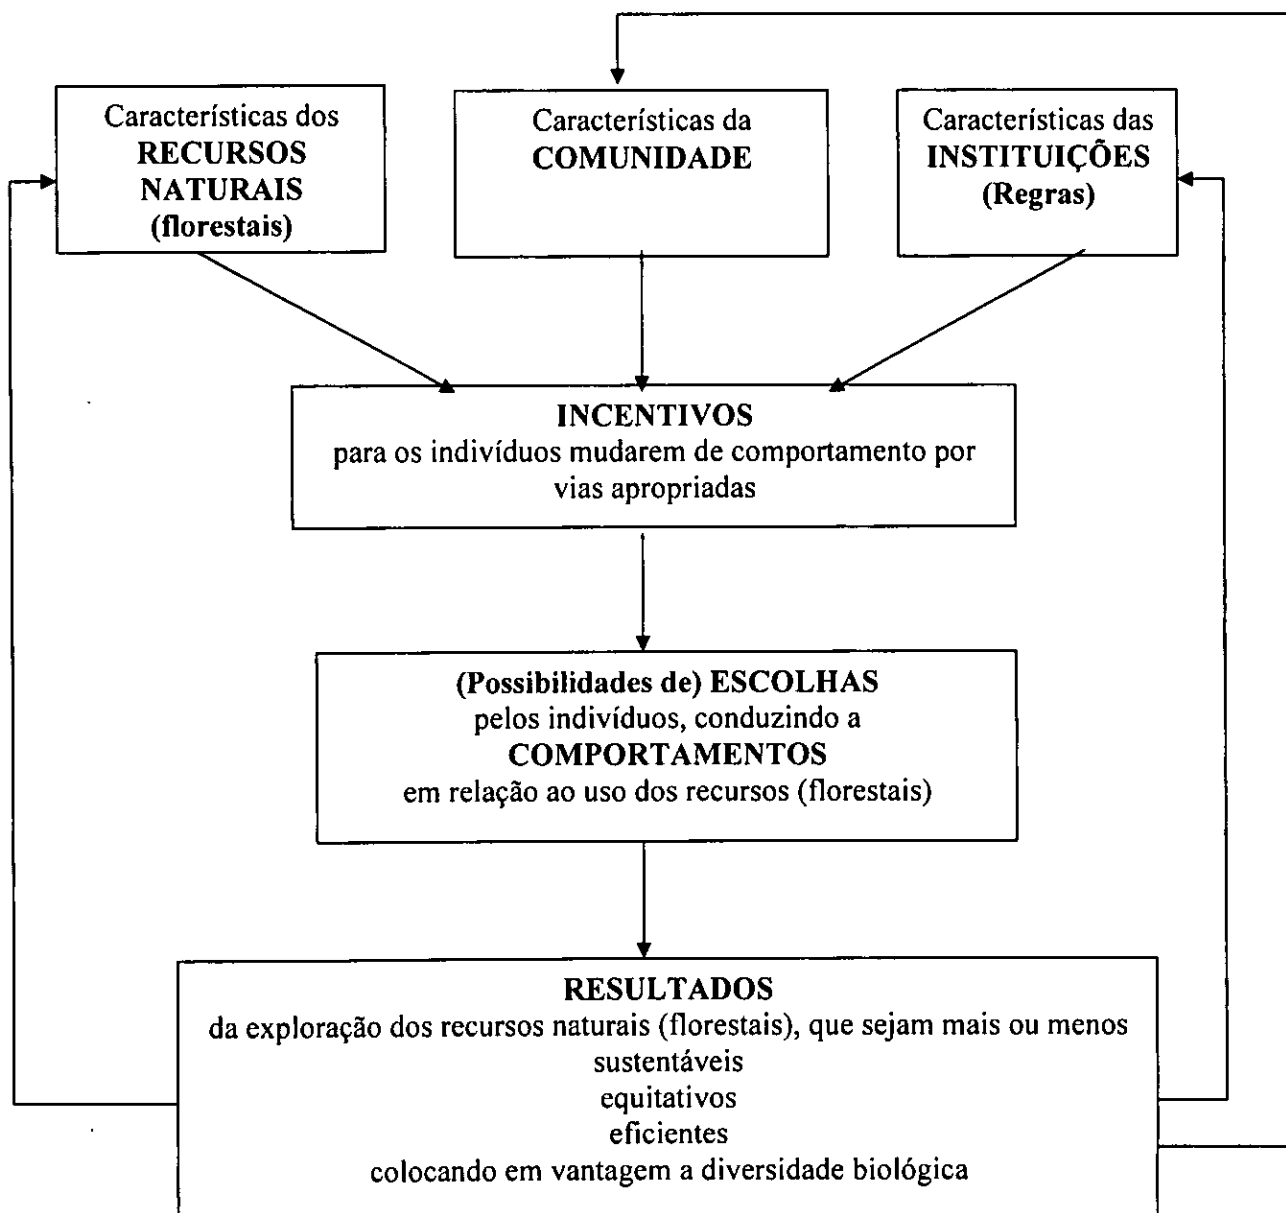 Características dos
RECURSOS
NATURAIS
(florestais)
Características da
COMUNIDADE
Características das
INSTITUIÇÕES
(Regras)
INCENTIVOS
para os indivíduos mudarem de comportamento por
vias apropriadas
(Possibilidades de) ESCOLHAS
pelos indivíduos, conduzindo a
COMPORTAMENTOS
em relação ao uso dos recursos (florestais)
RESULTADOS
da exploração dos recursos naturais (florestais), que sejam mais ou menos
sustentáveis
equitativos
eficientes
colocando em vantagem a diversidade biológica